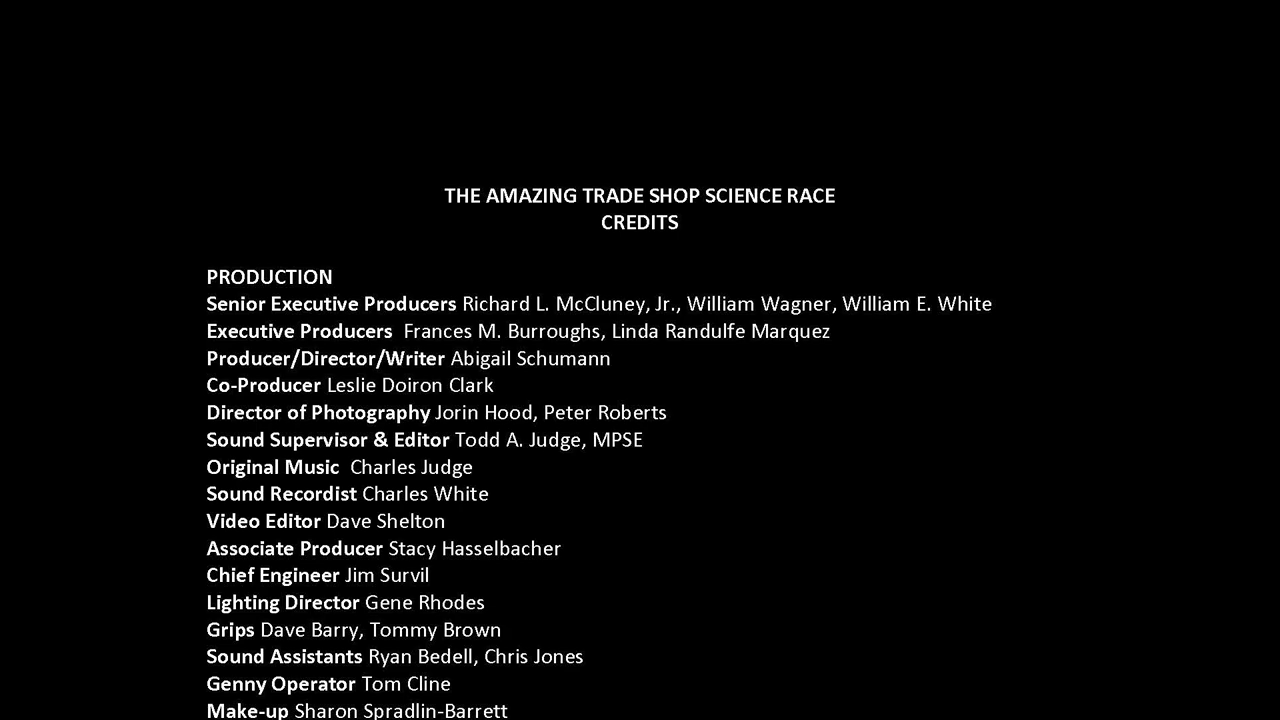 THE AMAZING TRADE SHOP SCIENCE RACE
CREDITS
PRODUCTION
Senior Executive Producers Richard L. McCluney, Jr., William Wagner, William E. White
Executive Producers  Frances M. Burroughs, Linda Randulfe Marquez
Producer/Director/Writer Abigail Schumann
Co-Producer Leslie Doiron Clark
Director of Photography Jorin Hood, Peter Roberts
Sound Supervisor & Editor Todd A. Judge, MPSE
Original Music  Charles Judge
Sound Recordist Charles White
Video Editor Dave Shelton
Associate Producer Stacy Hasselbacher
Chief Engineer Jim Survil
Lighting Director Gene Rhodes
Grips Dave Barry, Tommy Brown
Sound Assistants Ryan Bedell, Chris Jones
Genny Operator Tom Cline
Make-up Sharon Spradlin-Barrett